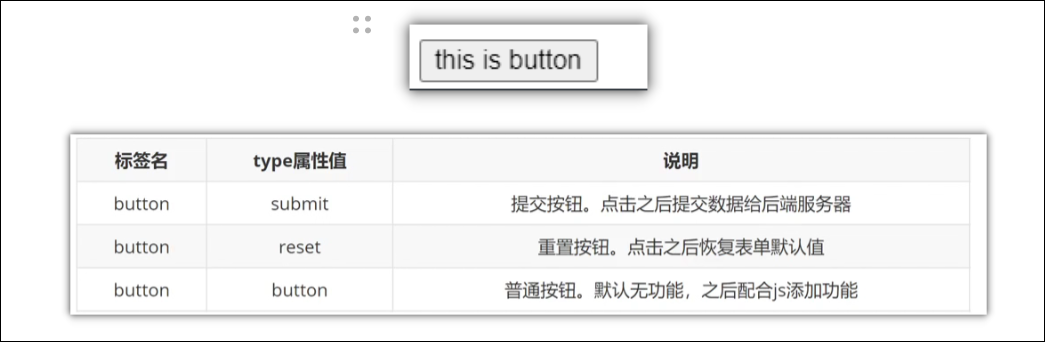 this is button
标签名 type属性值 说明
button submit 提交按钮。点击之后提交数据给后端服务器
button reset 重置按钮。点击之后恢复表单默认值
button button 普通按钮。默认无功能，之后配合js添加功能